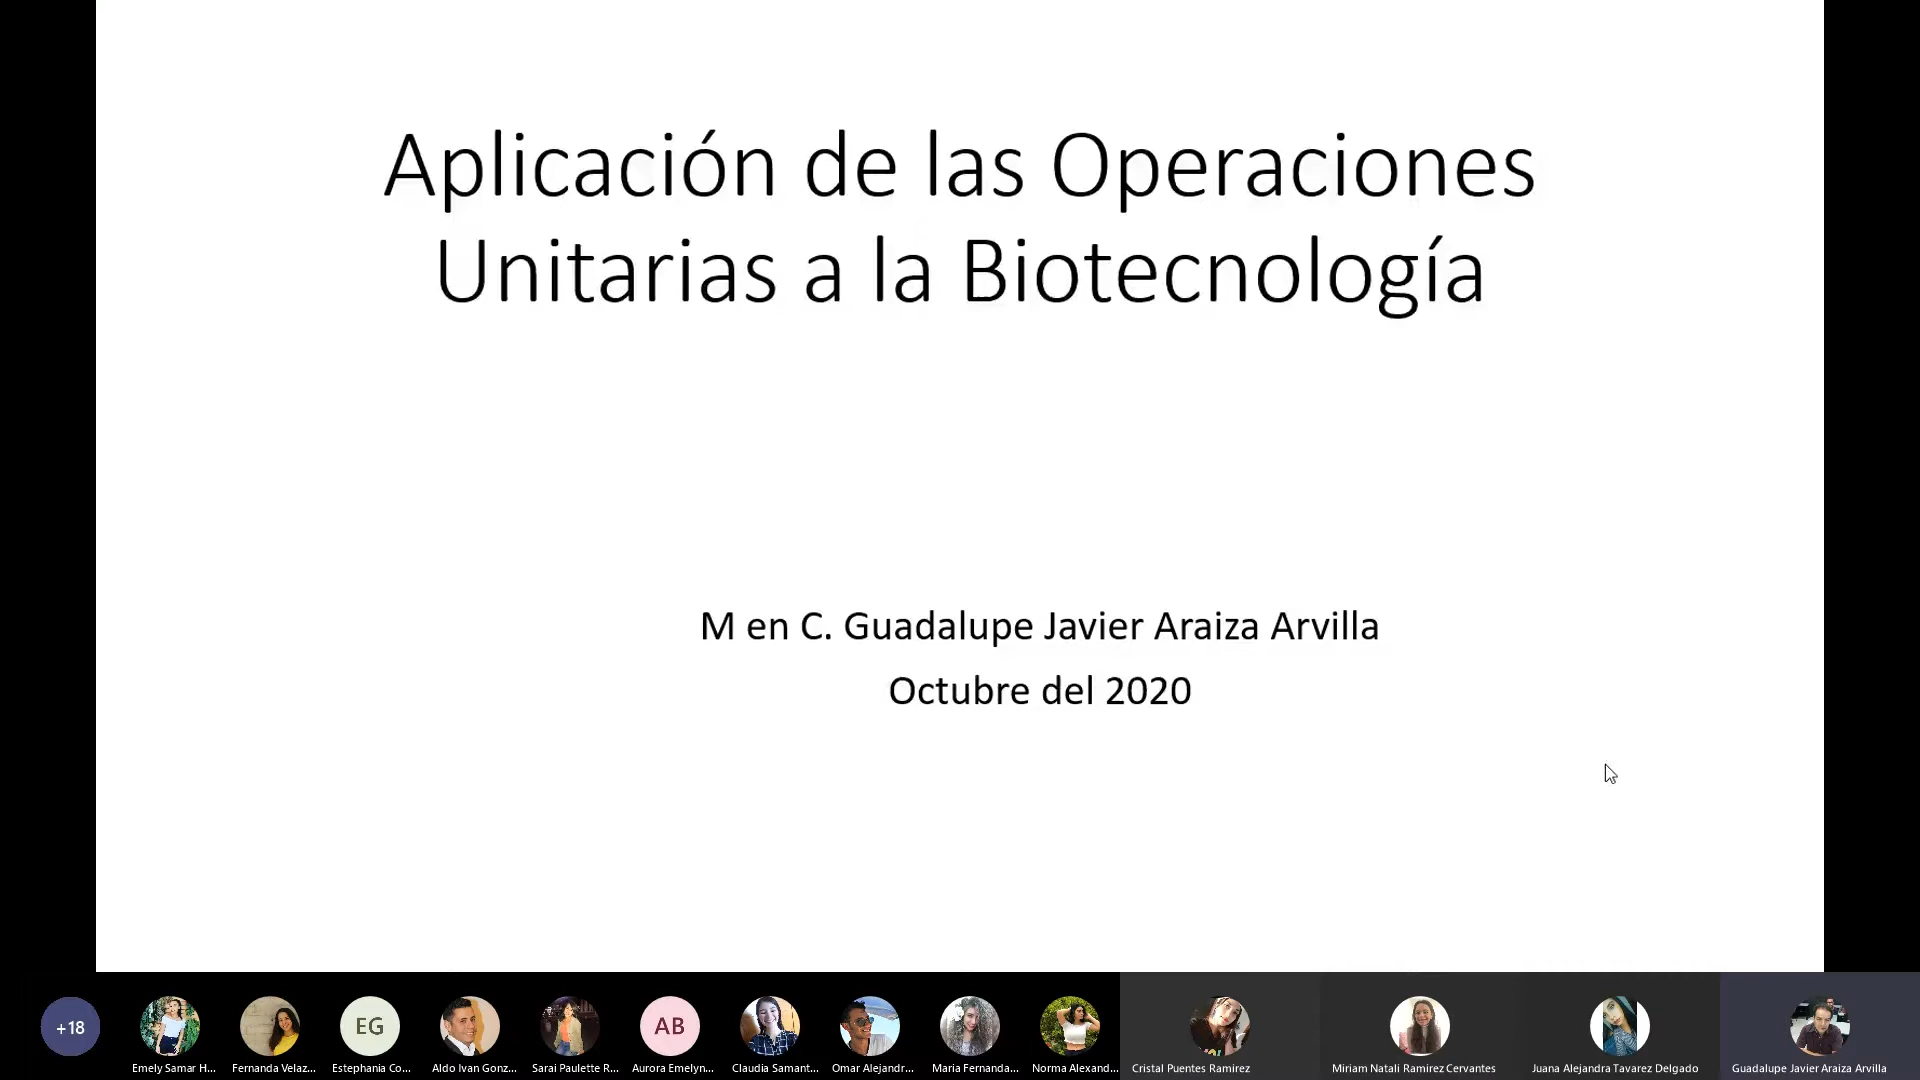 Aplicación de las Operaciones
Unitarias a la Biotecnología
M en C. Guadalupe Javier Araiza Arvilla
Octubre del 2020
+18
EG
AB
Emely Samar H...
Fernanda Velaz...
Estephania Co...
Aldo Ivan Gonz...
Sarai Paulette R...
Aurora Emelyn...
Claudia Samant...
Omar Alejandr...
Maria Fernanda...
Norma Alexand...
Cristal Puentes Ramirez
Miriam Natali Ramirez Cervantes
Juana Alejandra Tavarez Delgado
Guadalupe Javier Araiza Arvilla